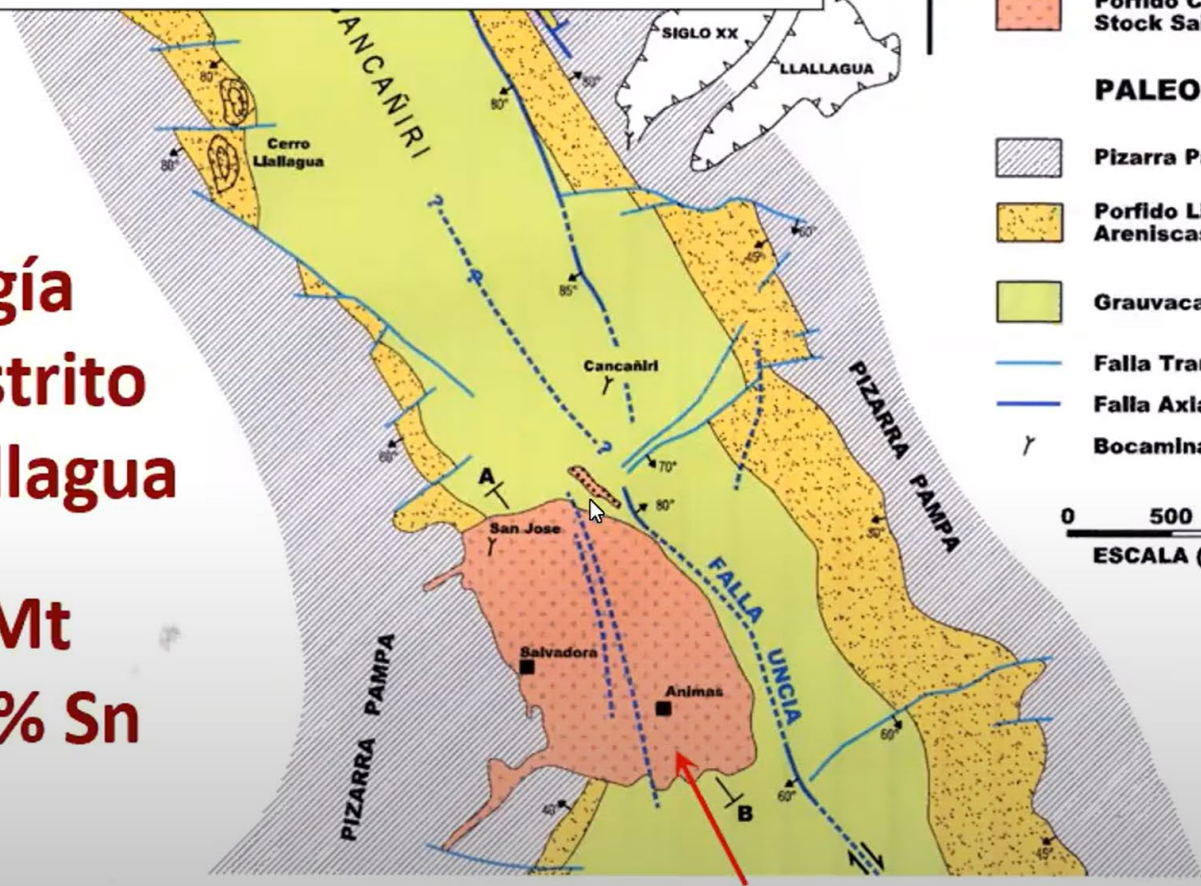 CANCAÑIRI
80°
Cerro
Llallagua
80°
80°
80°
SIGLO XX
LLALLAGUA
60°
45°
?
?
85°
Cancañiri
?
70°
80°
60°
A
San Jose
Salvadora
Animas
FALLA UNCIA
60°
60°
B
40°
45°
PIZARRA PAMPA
PIZARRA PAMPA
gía
strito
llagua
Mt
% Sn
Porfido
Stock Sa
PALEO
Pizarra P
Porfido Li
Areniscas
Grauvaca
Falla Tra
Falla Axia
Bocamina
0 500
ESCALA (